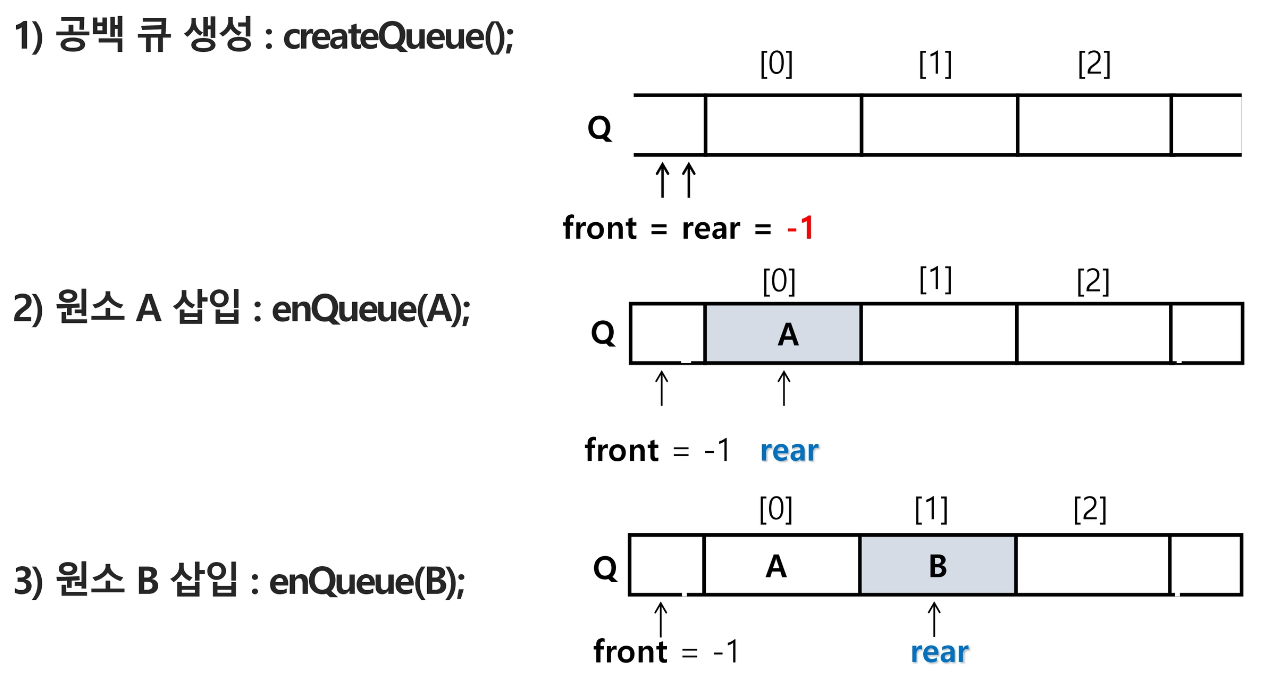 1) 공백 큐 생성 : createQueue();
[0] [1] [2]
Q
front = rear = -1
2) 원소 A 삽입 : enQueue(A);
[0] [1] [2]
Q A
front = -1 rear
3) 원소 B 삽입 : enQueue(B);
[0] [1] [2]
Q A B
front = -1 rear